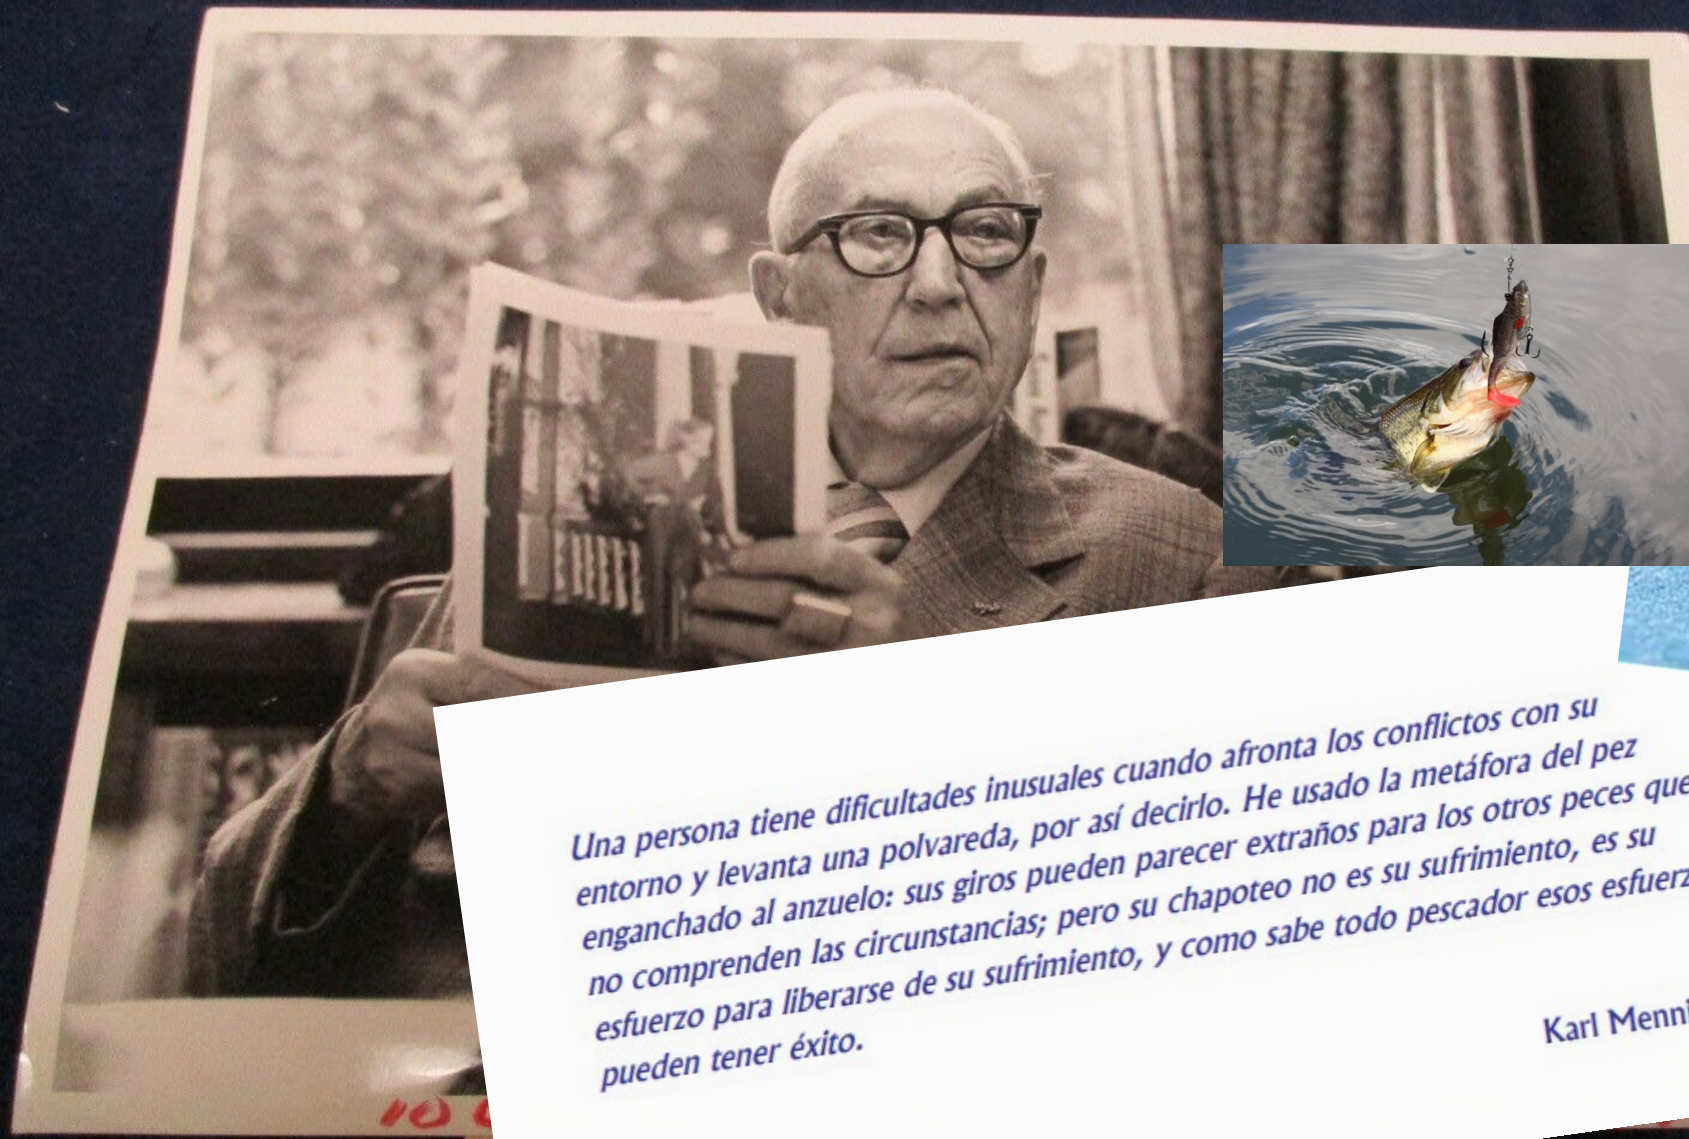 Una persona tiene dificultades inusuales cuando afronta los conflictos con su
entorno y levanta una polvareda, por así decirlo. He usado la metáfora del pez
enganchado al anzuelo: sus giros pueden parecer extraños para los otros peces que
no comprenden las circunstancias; pero su chapoteo no es su sufrimiento, es su
esfuerzo para liberarse de su sufrimiento, y como sabe todo pescador esos esfuerz
pueden tener éxito.
Karl Menni